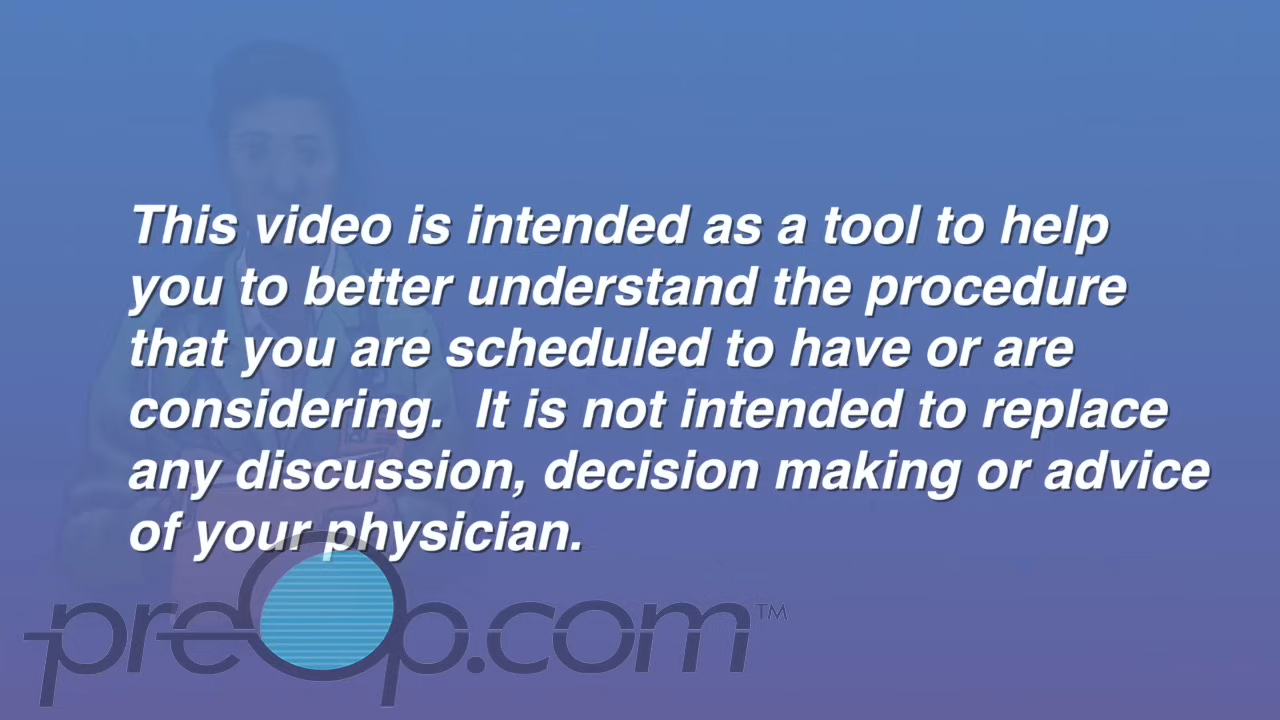 This video is intended as a tool to help
you to better understand the procedure
that you are scheduled to have or are
considering.  It is not intended to replace
any discussion, decision making or advice
of your physician.
preOp.com™